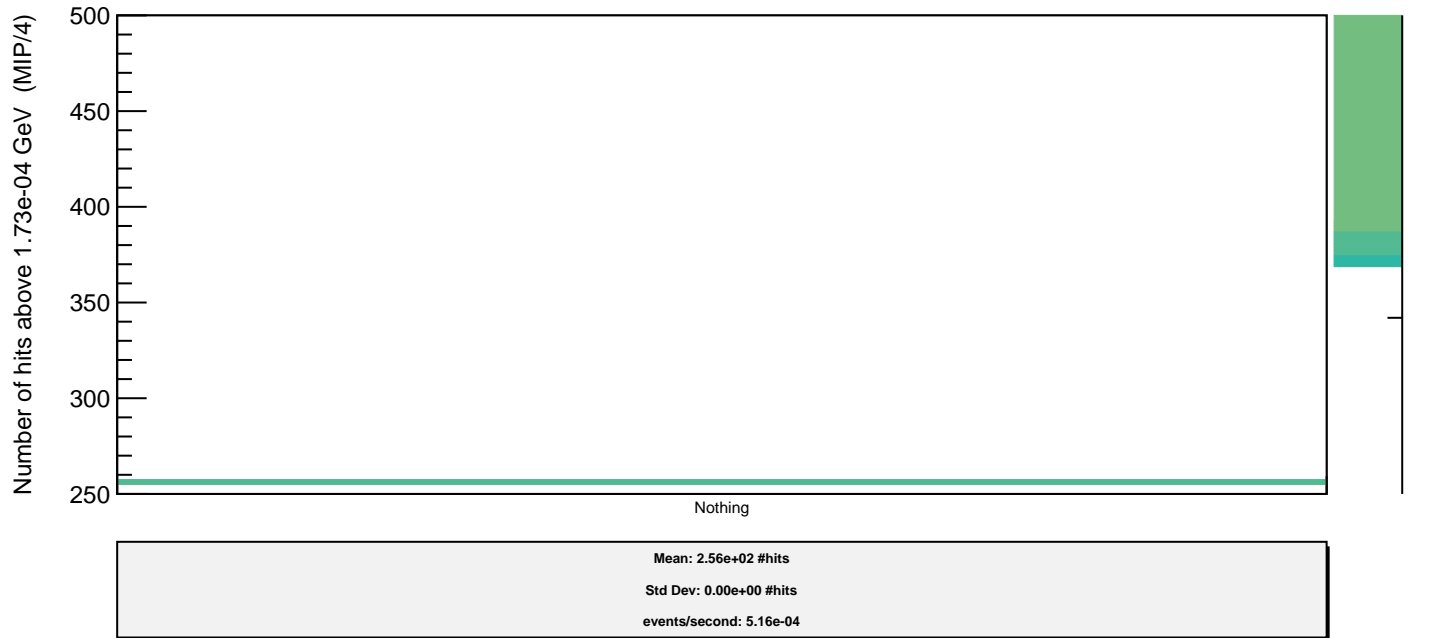 Number of hits above 1.73e-04 GeV (MIP/4)
500
450
400
350
300
250
Nothing
Mean: 2.56e+02 #hits
Std Dev: 0.00e+00 #hits
events/second: 5.16e-04